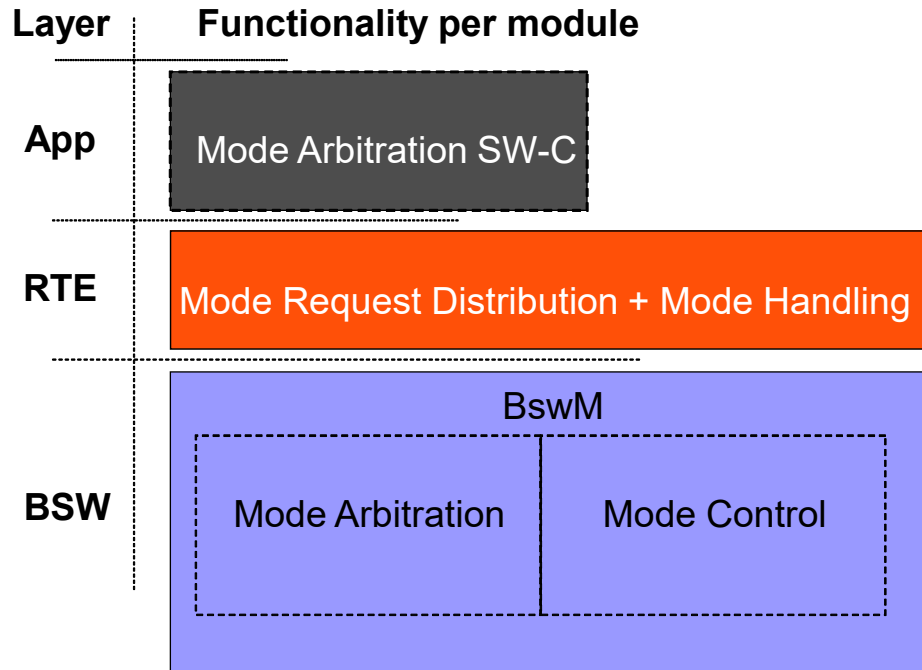 Layer
Functionality per module
App
Mode Arbitration SW-C
RTE
Mode Request Distribution + Mode Handling
BswM
BSW
Mode Arbitration
Mode Control